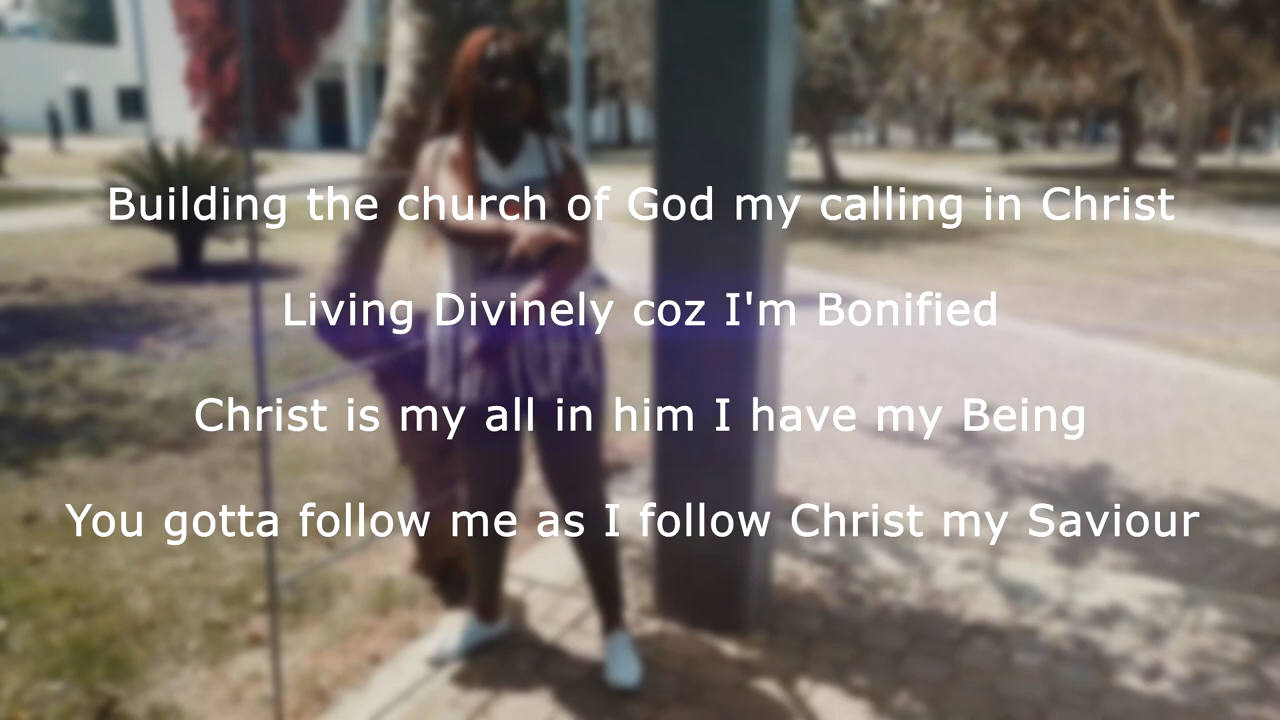 Building the church of God my calling in Christ
Living Divinely coz I'm Bonified
Christ is my all in him I have my Being
You gotta follow me as I follow Christ my Saviour